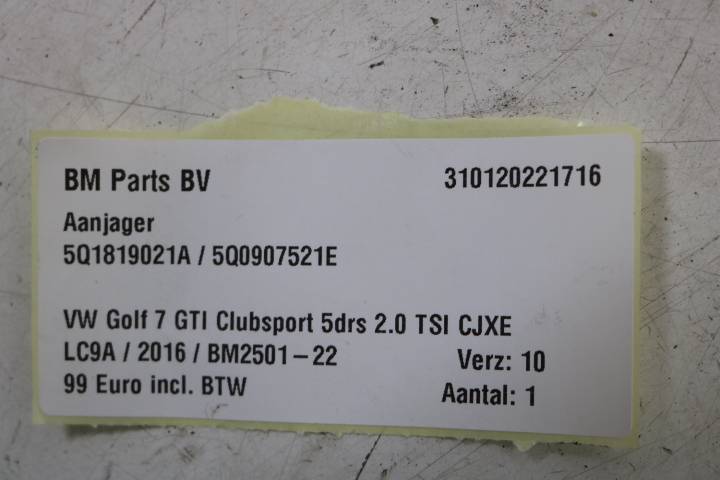 BM Parts BV 310120221716
Aanjager
5Q1819021A / 5Q0907521E
VW Golf 7 GTI Clubsport 5drs 2.0 TSI CJXE
LC9A / 2016 / BM2501-22 Verz: 10
99 Euro incl. BTW Aantal: 1